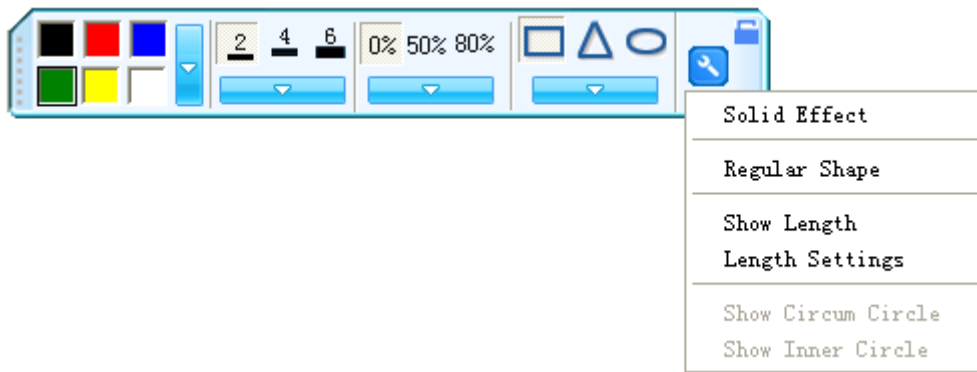 2 4 6 0% 50% 80%
Solid Effect
Regular Shape
Show Length
Length Settings
Show Circum Circle
Show Inner Circle